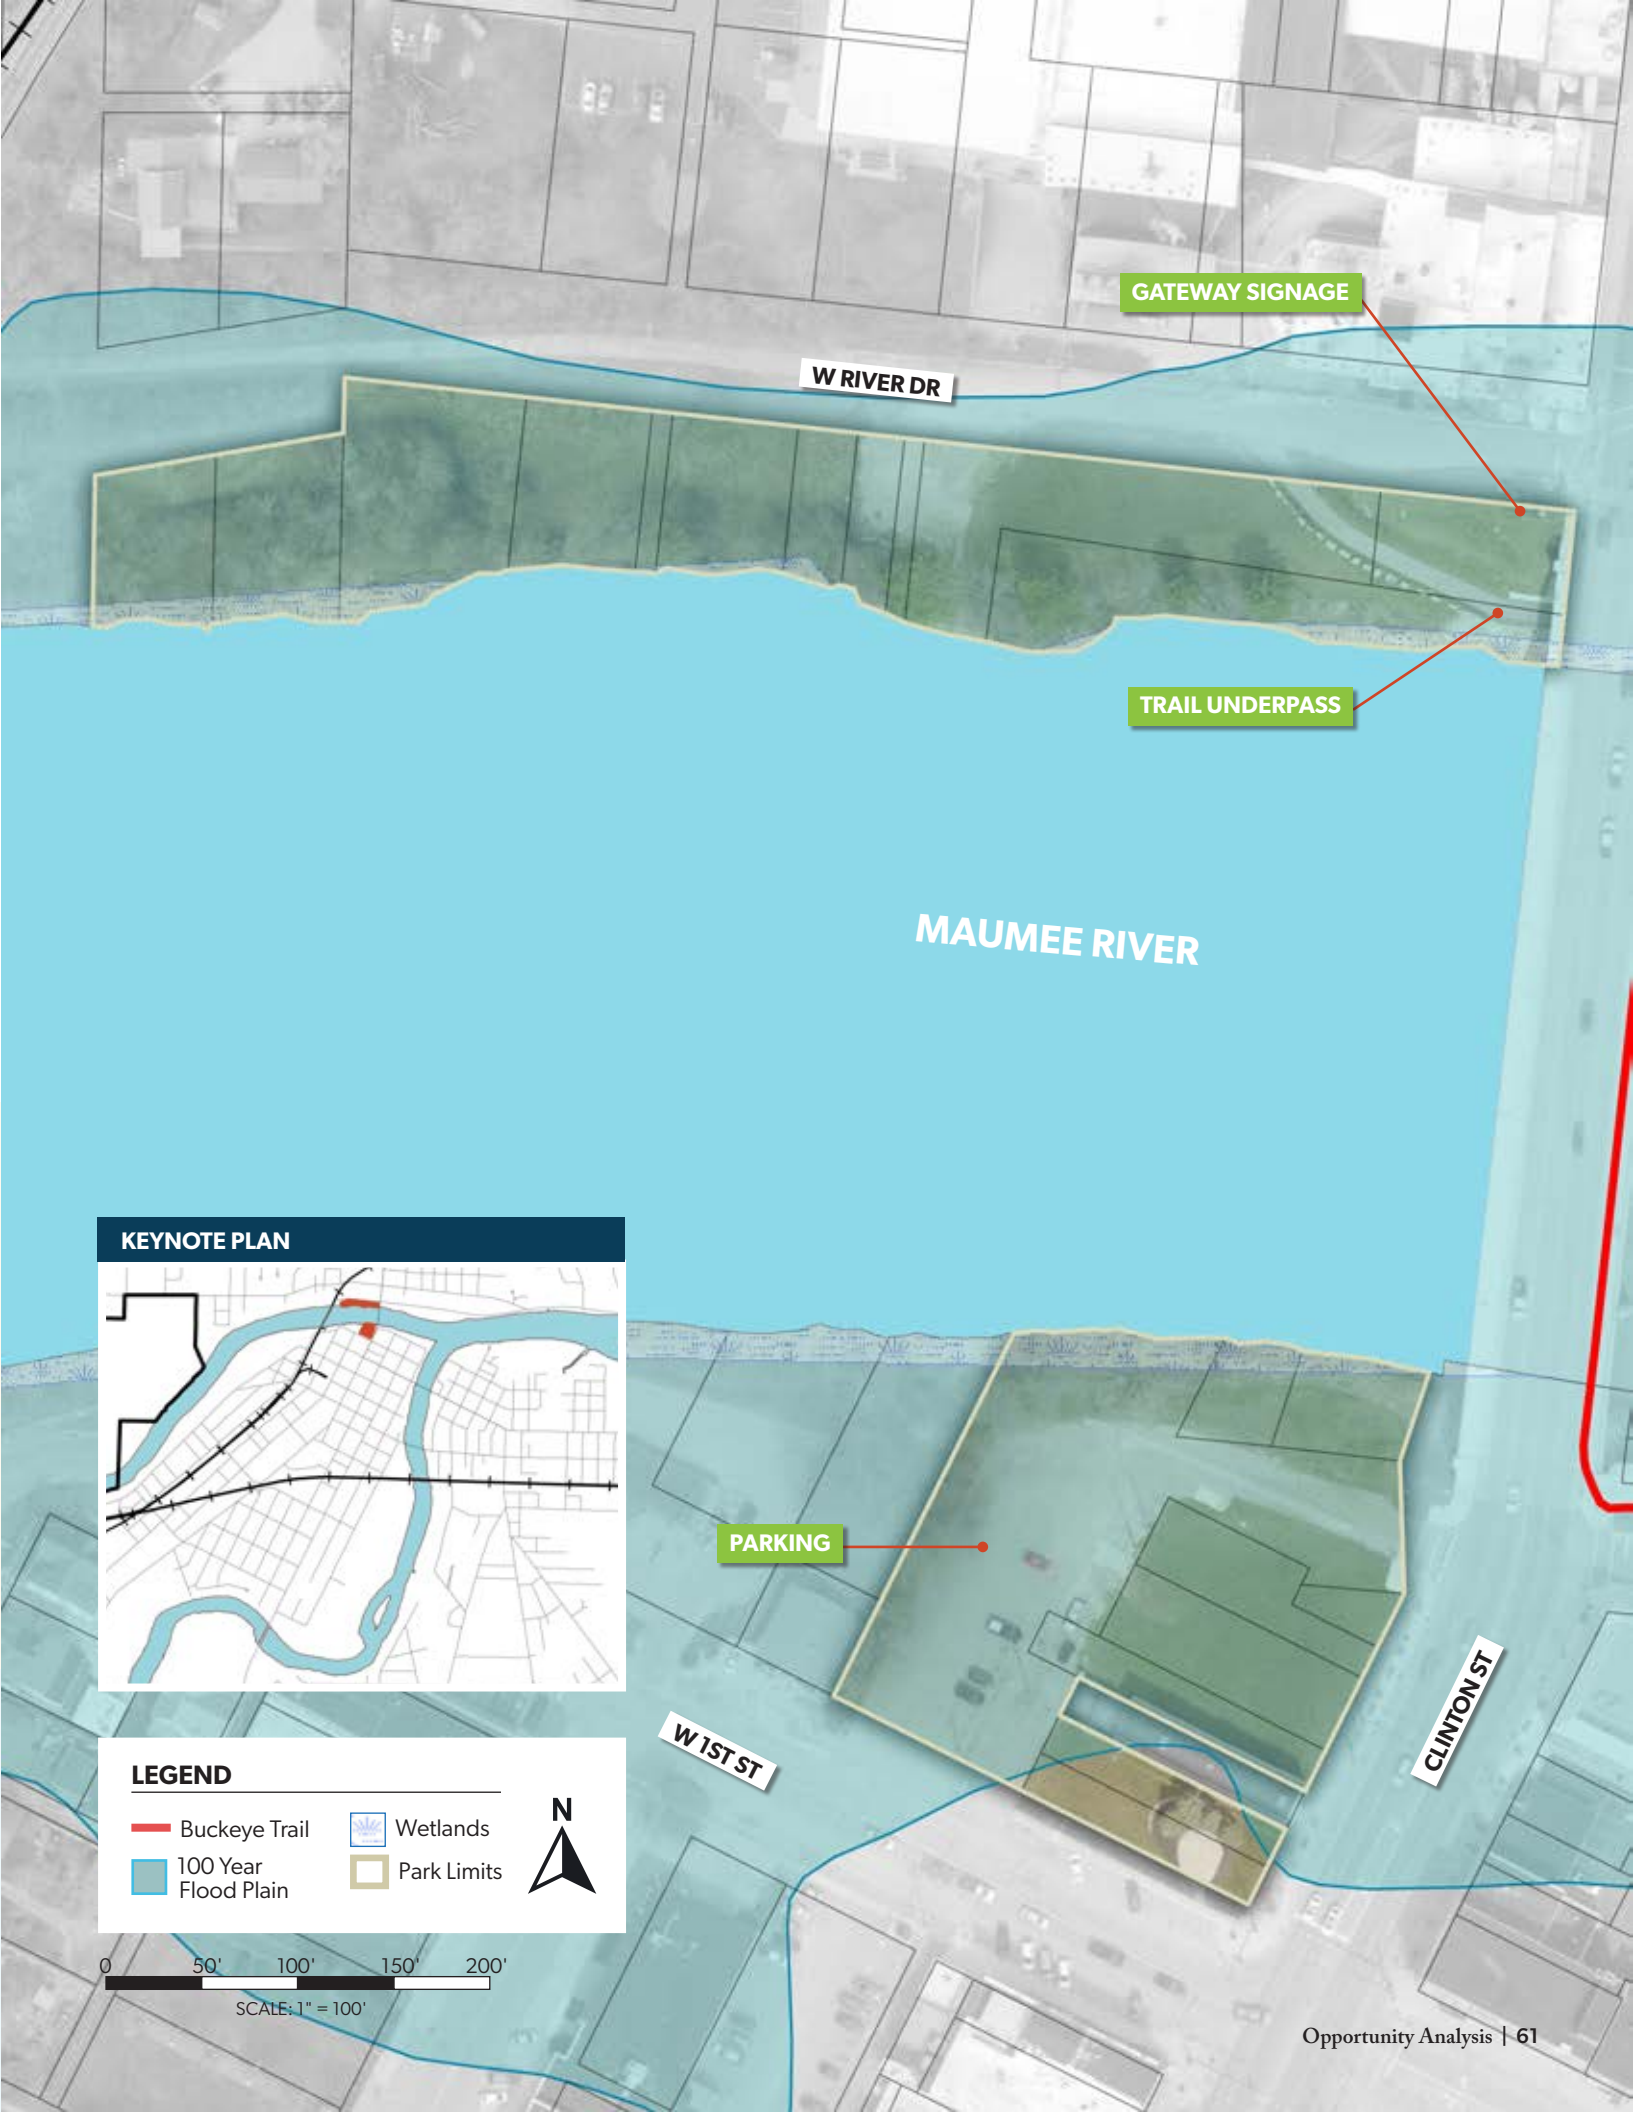 GATEWAY SIGNAGE
W RIVER DR
TRAIL UNDERPASS
MAUMEE RIVER
KEYNOTE PLAN
PARKING
W 1ST ST
CLINTON ST
LEGEND
Buckeye Trail
100 Year
Flood Plain
Wetlands
Park Limits
N
0 50' 100' 150' 200'
SCALE: 1" = 100'
Opportunity Analysis | 61